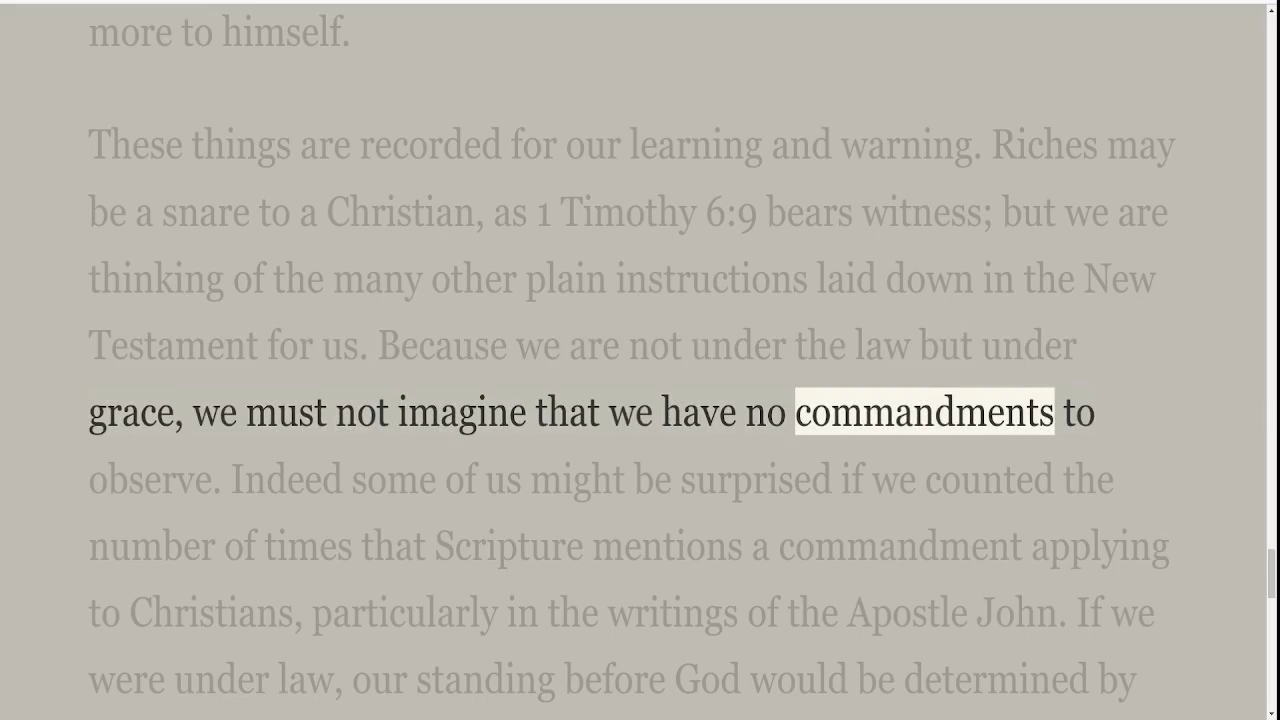 more to himself.
These things are recorded for our learning and warning. Riches may
be a snare to a Christian, as 1 Timothy 6:9 bears witness; but we are
thinking of the many other plain instructions laid down in the New
Testament for us. Because we are not under the law but under
grace, we must not imagine that we have no commandments to
observe. Indeed some of us might be surprised if we counted the
number of times that Scripture mentions a commandment applying
to Christians, particularly in the writings of the Apostle John. If we
were under law, our standing before God would be determined by